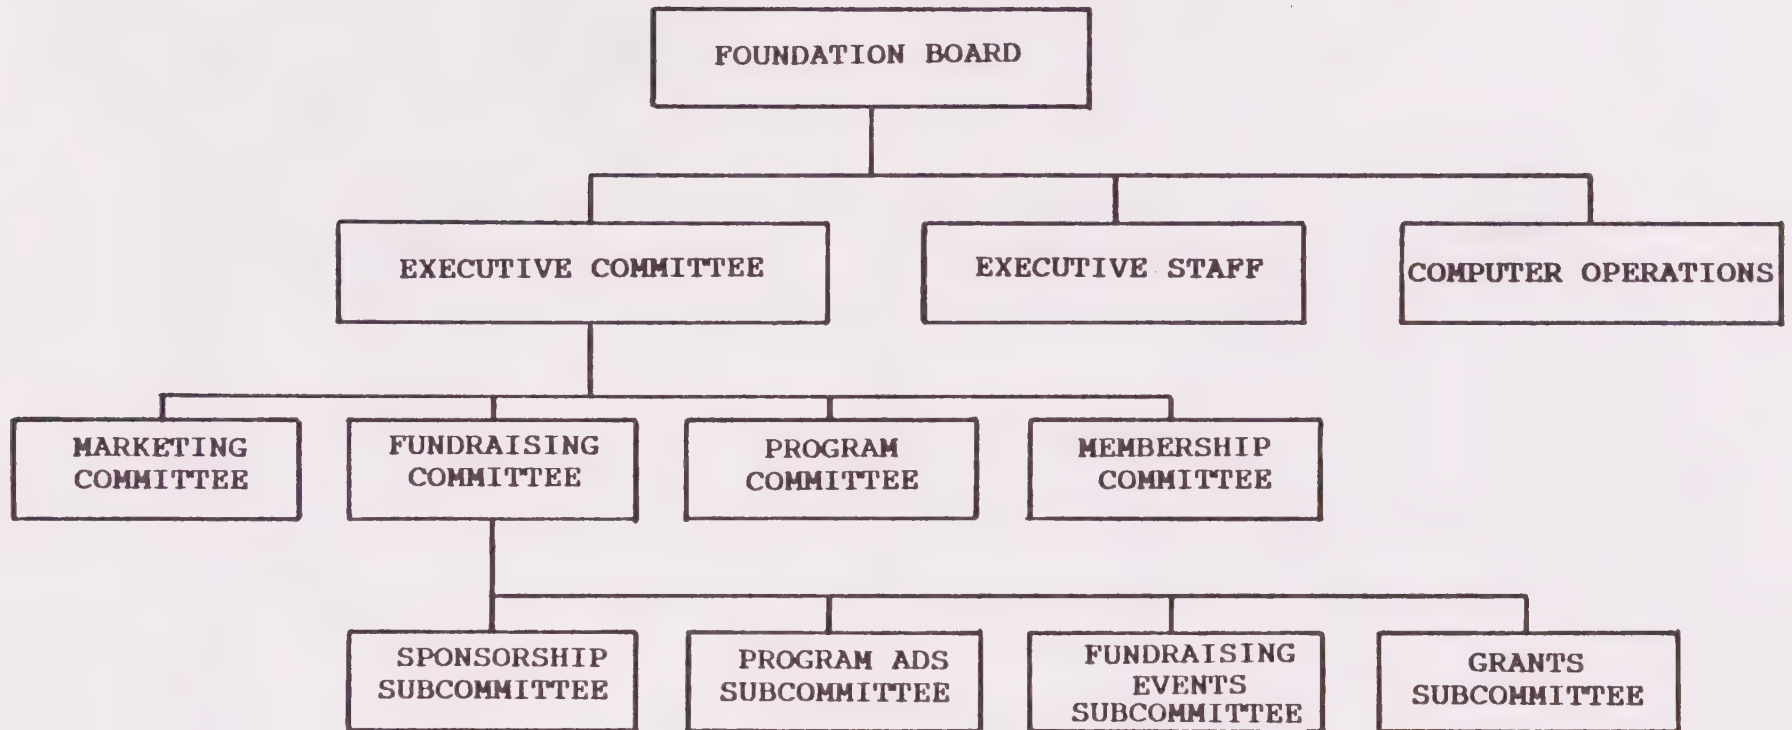 FOUNDATION BOARD
EXECUTIVE COMMITTEE
EXECUTIVE STAFF
COMPUTER OPERATIONS
MARKETING
COMMITTEE
FUNDRAISING
COMMITTEE
PROGRAM
COMMITTEE
MEMBERSHIP
COMMITTEE
SPONSORSHIP
SUBCOMMITTEE
PROGRAM ADS
SUBCOMMITTEE
FUNDRAISING
EVENTS
SUBCOMMITTEE
GRANTS
SUBCOMMITTEE